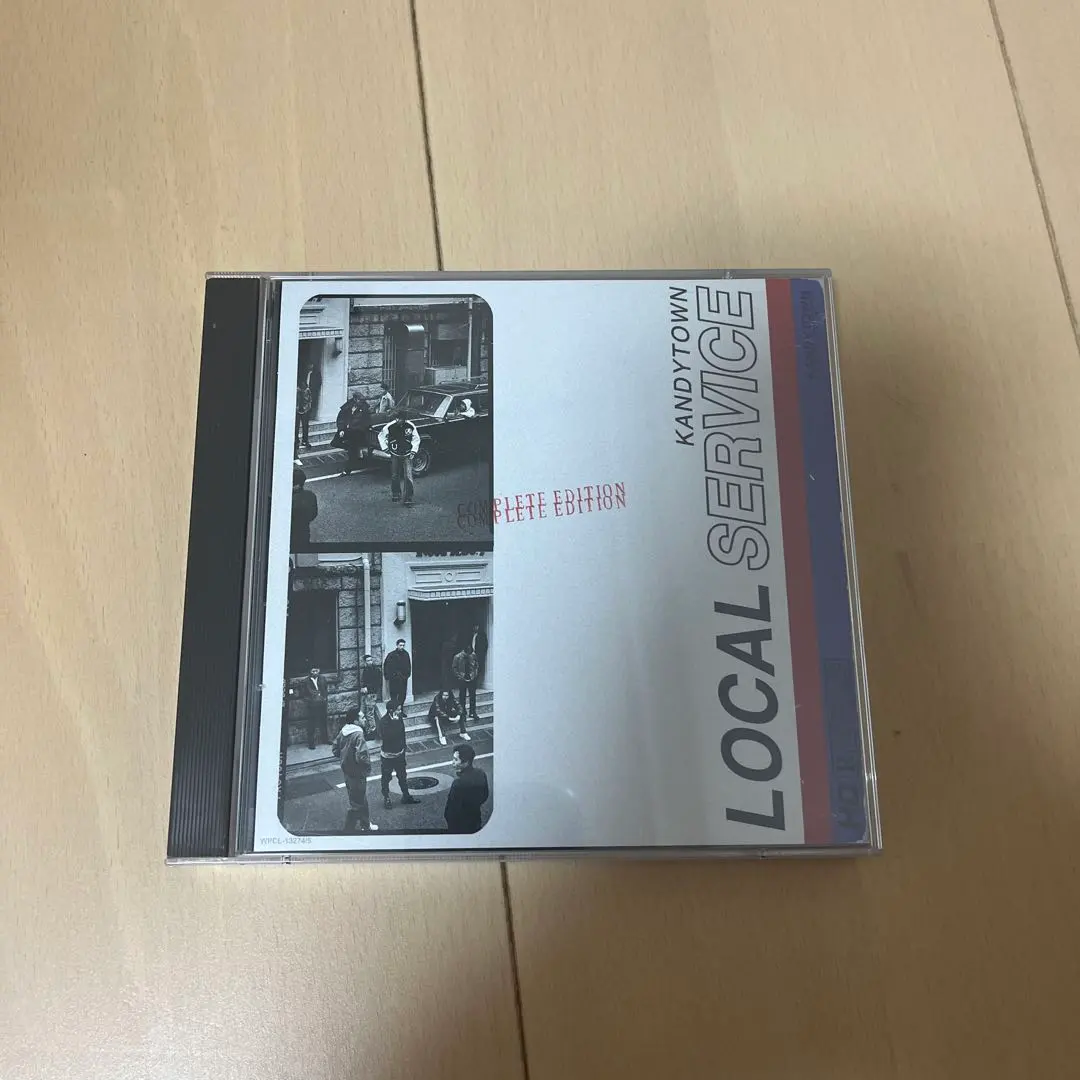 KANDYTOWN
LOCAL SERVICE
COMPLETE EDITION
COMPLETE EDITION
WPCL-13274/5